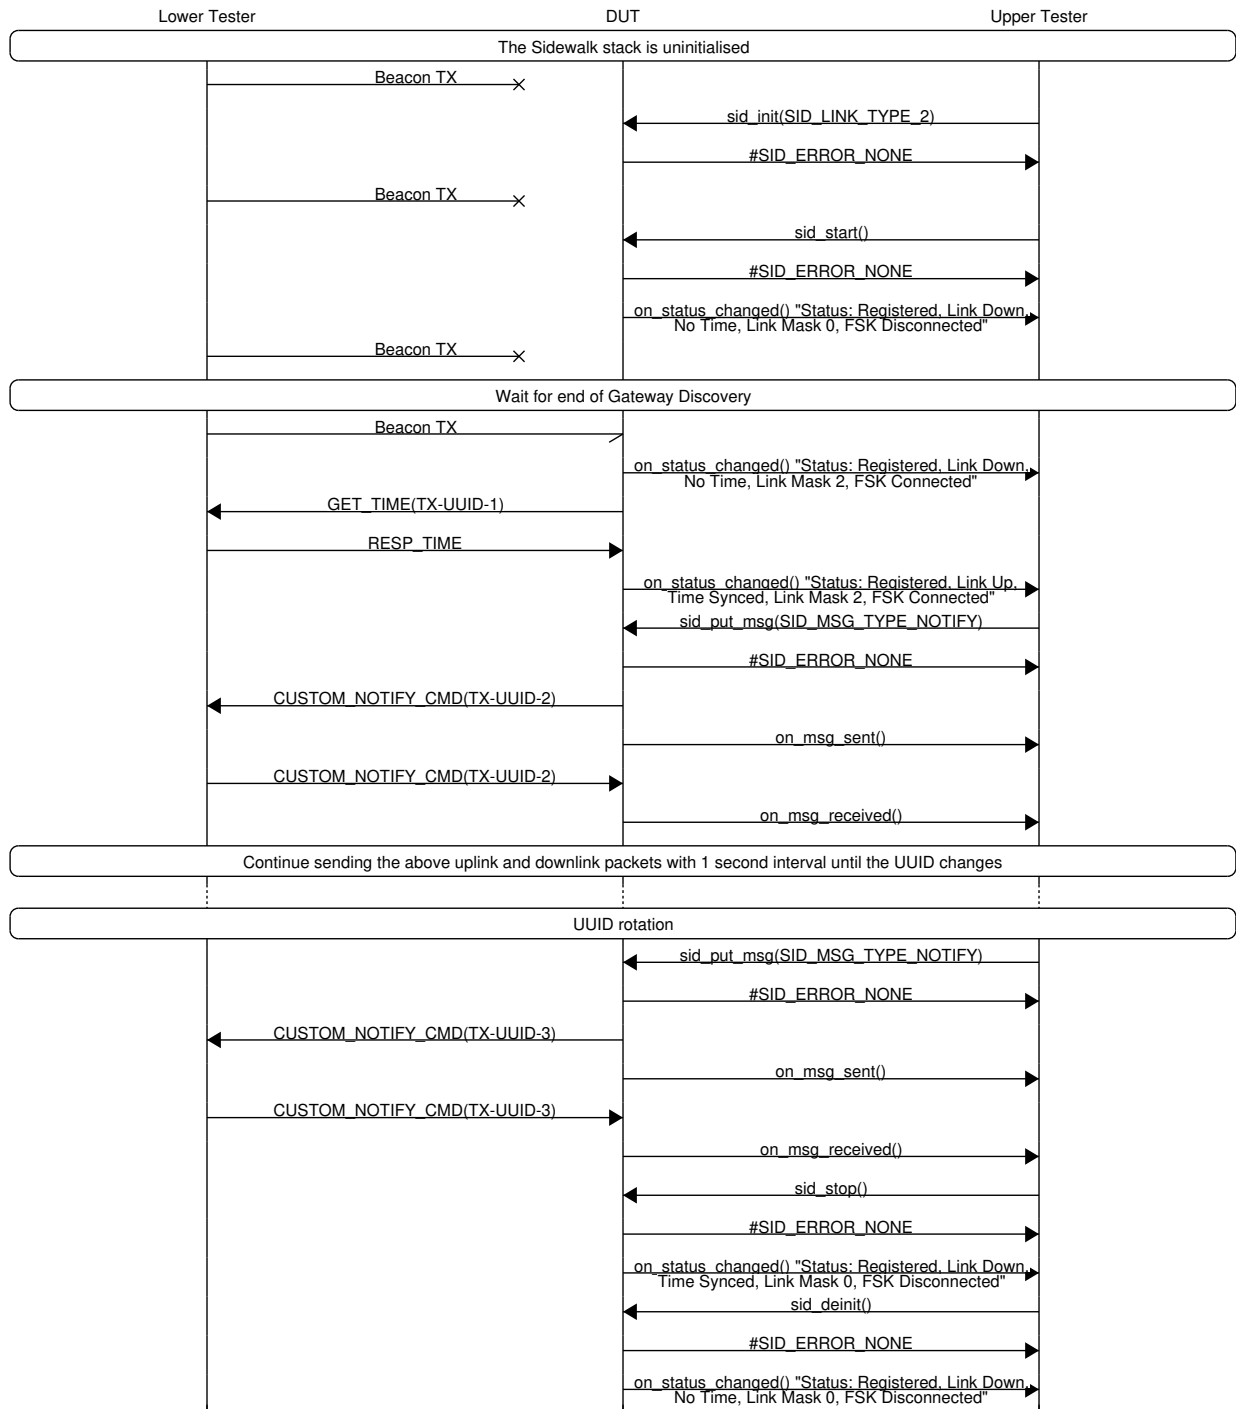 Lower Tester DUT Upper Tester
The Sidewalk stack is uninitialised
Beacon TX
sid_init(SID_LINK_TYPE_2)
#SID_ERROR_NONE
Beacon TX
sid_start()
#SID_ERROR_NONE
on_status_changed() "Status: Registered, Link Down,
No Time, Link Mask 0, FSK Disconnected"
Beacon TX
Wait for end of Gateway Discovery
Beacon TX
on_status_changed() "Status: Registered, Link Down,
No Time, Link Mask 2, FSK Connected"
GET_TIME(TX-UUID-1)
RESP_TIME
on_status_changed() "Status: Registered, Link Up,
Time Synced, Link Mask 2, FSK Connected"
sid_put_msg(SID_MSG_TYPE_NOTIFY)
#SID_ERROR_NONE
CUSTOM_NOTIFY_CMD(TX-UUID-2)
on_msg_sent()
CUSTOM_NOTIFY_CMD(TX-UUID-2)
on_msg_received()
Continue sending the above uplink and downlink packets with 1 second interval until the UUID changes
UUID rotation
sid_put_msg(SID_MSG_TYPE_NOTIFY)
#SID_ERROR_NONE
CUSTOM_NOTIFY_CMD(TX-UUID-3)
on_msg_sent()
CUSTOM_NOTIFY_CMD(TX-UUID-3)
on_msg_received()
sid_stop()
#SID_ERROR_NONE
on_status_changed() "Status: Registered, Link Down,
Time Synced, Link Mask 0, FSK Disconnected"
sid_deinit()
#SID_ERROR_NONE
on_status_changed() "Status: Registered, Link Down,
No Time, Link Mask 0, FSK Disconnected"